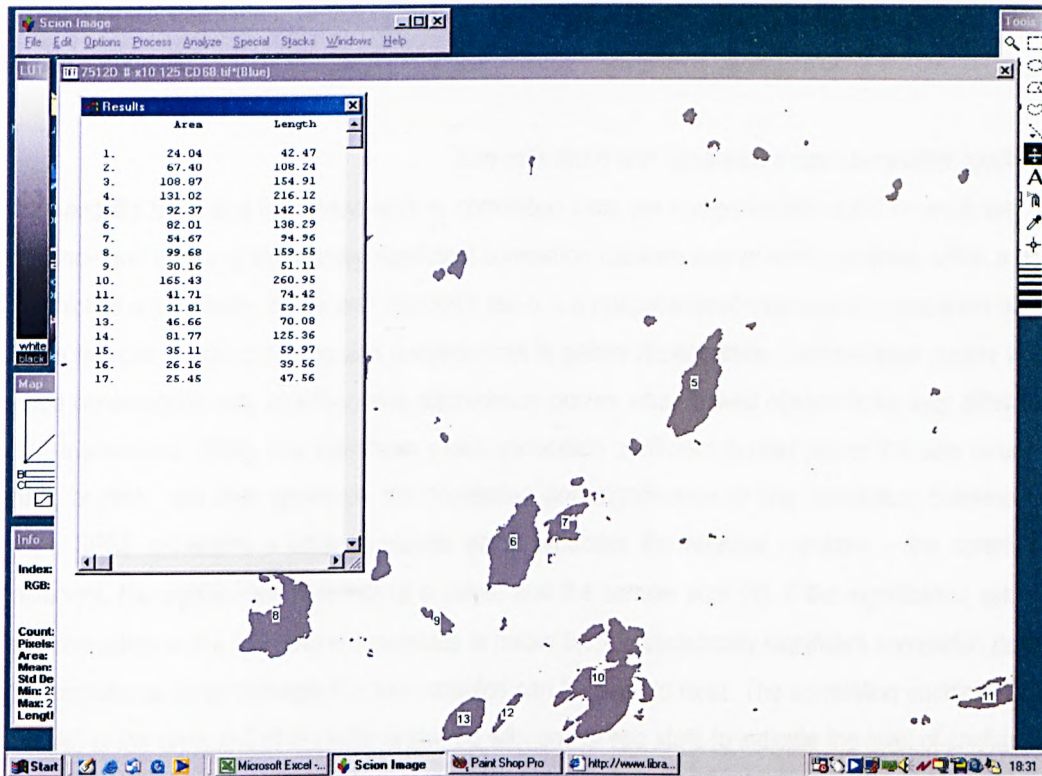 Scion Image
File Edit Options Process Analyze Special Stacks Windows Help
Tools
LUT
7512D # x10 125 CD68.tif*(Blue)
Results
Area Length
1. 24.04 42.47
2. 67.40 108.24
3. 108.87 154.91
4. 131.02 216.12
5. 92.37 142.36
6. 82.01 138.29
7. 54.67 94.96
8. 99.68 159.55
9. 30.16 51.11
10. 165.43 260.95
11. 41.71 74.42
12. 31.81 53.29
13. 46.66 70.08
14. 81.77 125.36
15. 35.11 59.97
16. 26.16 39.56
17. 25.45 47.56
white
black
A
Map
5
6
7
Info
Index:
RGB:
8
9
Count:
Pixels:
Area:
Mean:
Std De
Min: 25
Max: 2
Lengtl
10
11
12
13
Start
Microsoft Excel -...
Scion Image
Paint Shop Pro
http://www.libra...
18:31